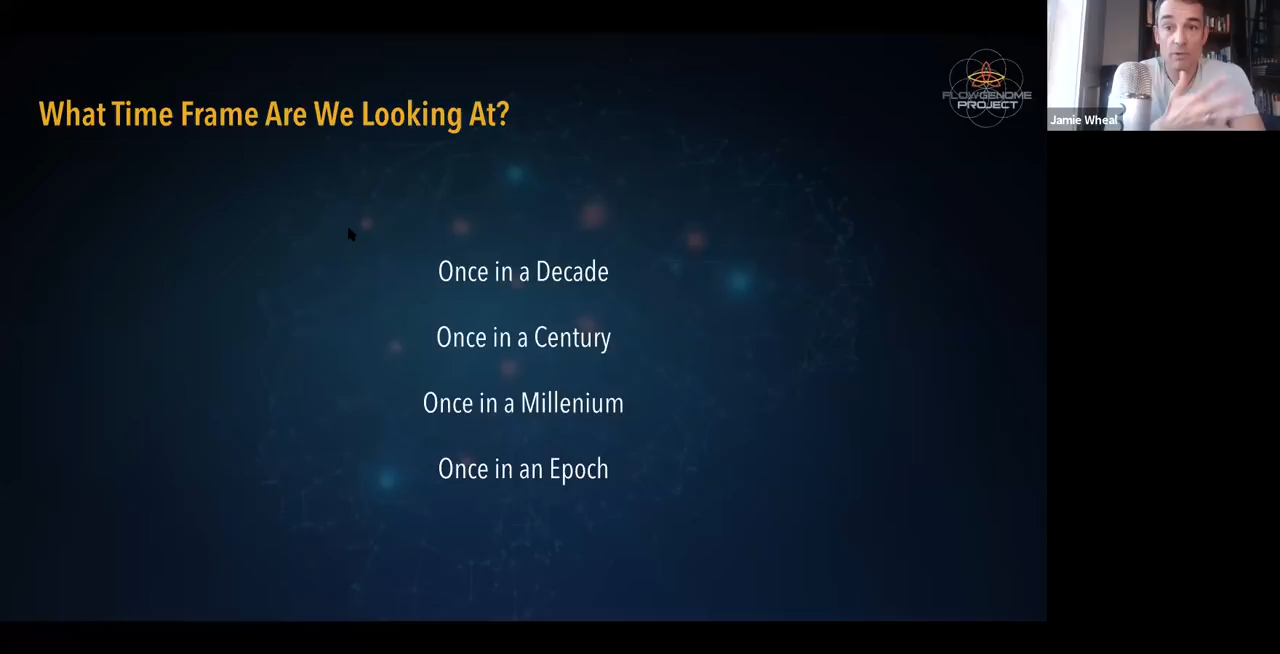 What Time Frame Are We Looking At?
FLOWGENOME
PROJECT
Jamie Wheal
Once in a Decade
Once in a Century
Once in a Millenium
Once in an Epoch